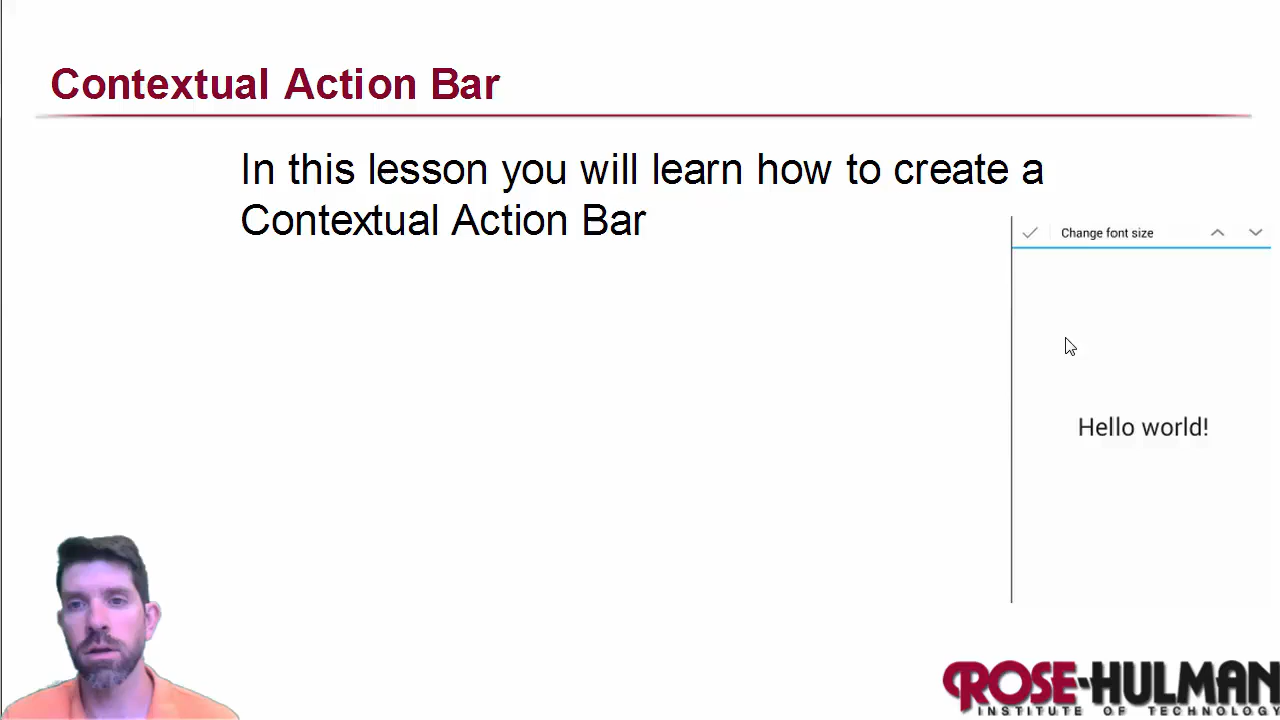 Contextual Action Bar
In this lesson you will learn how to create a
Contextual Action Bar
Change font size
Hello world!
ROSE-HULMAN
INSTITUTE OF TECHNOLOGY